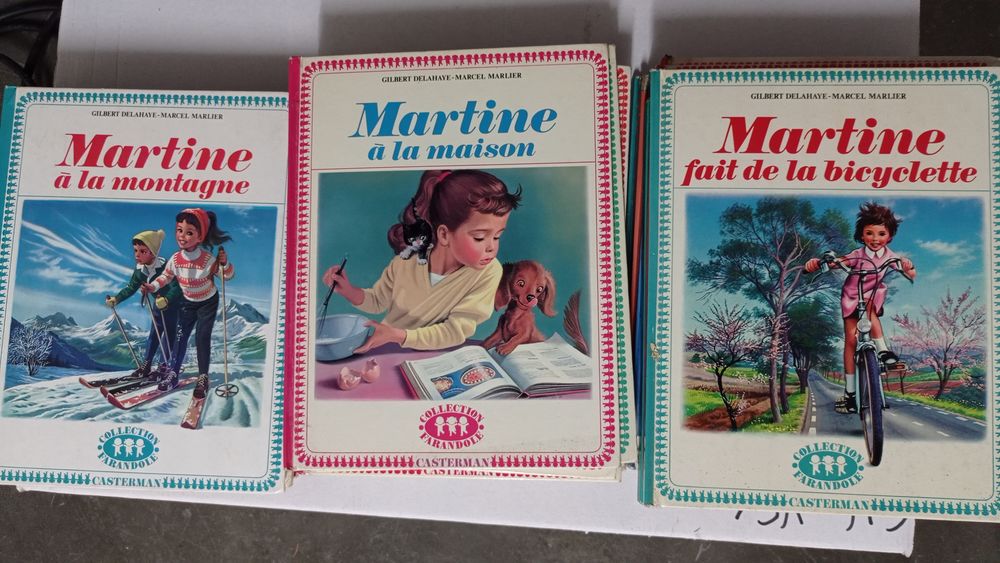 GILBERT DELAHAYE-MARCEL MARLIER
Martine
à la montagne
COLLECTION
FARANDOLE
CASTERMAN
GILBERT DELAHAYE-MARCEL MARLIER
Martine
à la maison
COLLECTION
FARANDOLE
CASTERMAN
CASTERMAN
GILBERT DELAHAYE-MARCEL MARLIER
Martine
fait de la bicyclette
COLLECTION
FARANDOLE
CASTERMAN